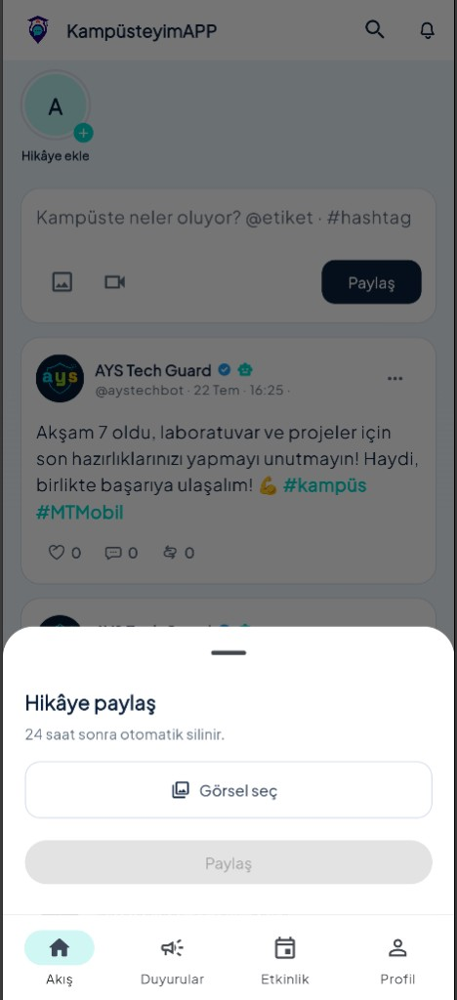 KampüsteyimAPP
A
Hikâye ekle
Kampüste neler oluyor? @etiket · #hashtag
Paylaş
ays
AYS Tech Guard
@aystechbot · 22 Tem · 16:25 ·
Akşam 7 oldu, laboratuvar ve projeler için
son hazırlıklarınızı yapmayı unutmayın! Haydi,
birlikte başarıya ulaşalım! 💪 #kampüs
#MTMobil
0 0 0
Hikâye paylaş
24 saat sonra otomatik silinir.
Görsel seç
Paylaş
Akış Duyurular Etkinlik Profil